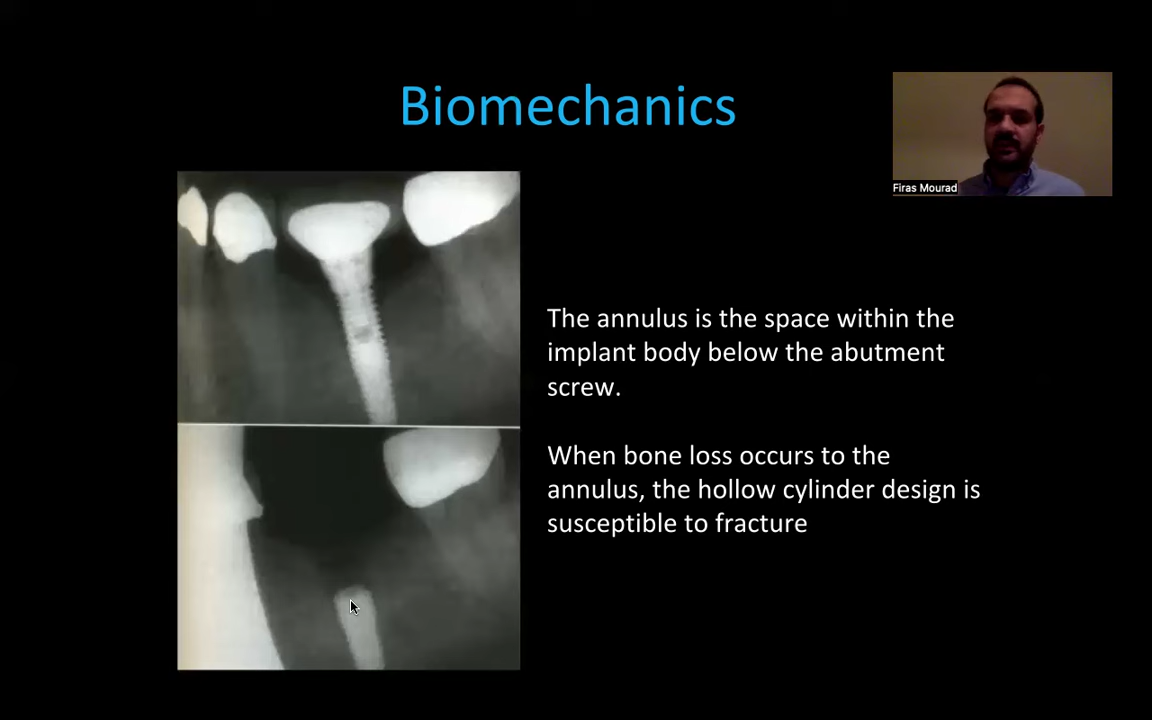 Biomechanics
Firas Mourad
The annulus is the space within the
implant body below the abutment
screw.
When bone loss occurs to the
annulus, the hollow cylinder design is
susceptible to fracture